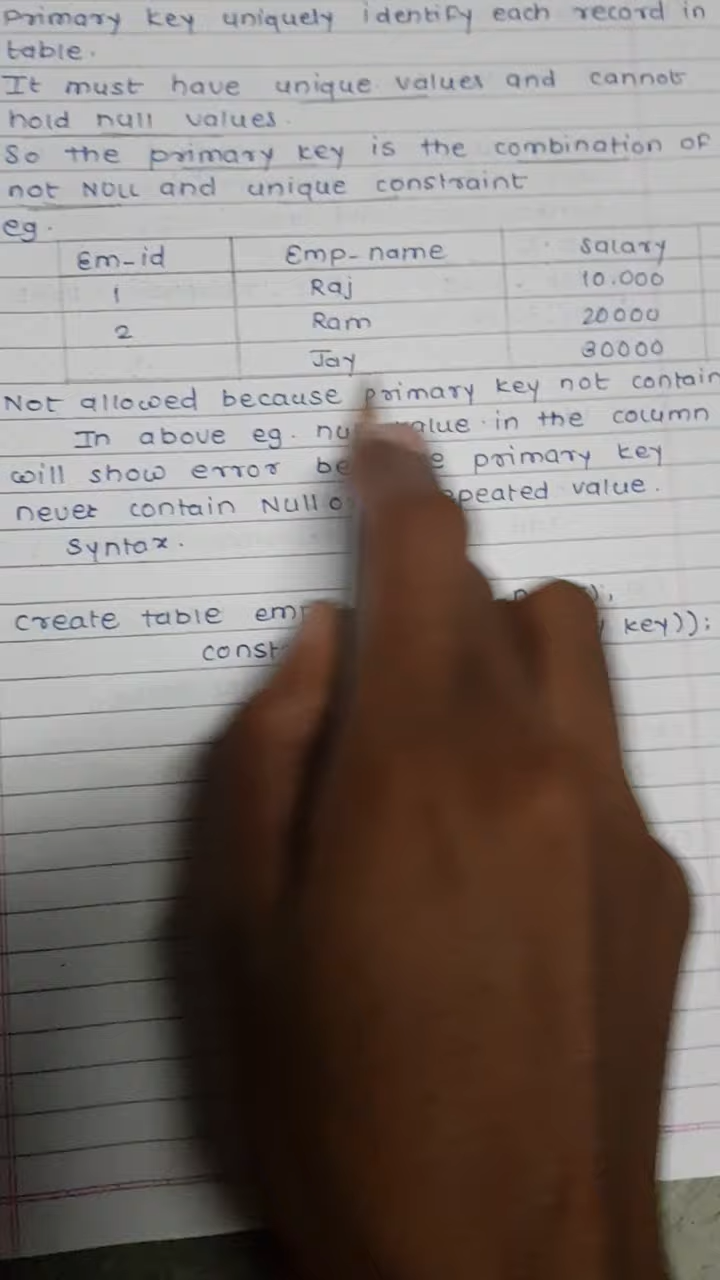 Primary key uniquely identify each record in
table.
It must have unique values and cannot
hold null values.
So the primary key is the combination of
not NULL and unique constraint
eg.
Em-id Emp-name Salary
1 Raj 10.000
2 Ram 20000
Jay 30000
Not allowed because primary key not contain
In above eg. value in the column
will show error primary key
never contain Null value.
Syntax.
create table
key));